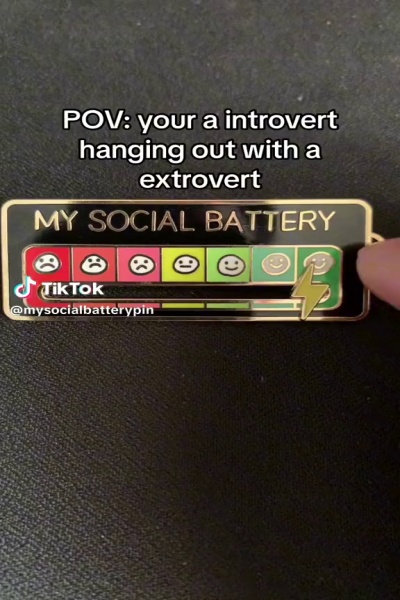 POV: your a introvert
hanging out with a
extrovert
MY SOCIAL BATTERY
TikTok
@mysocialbatterypin